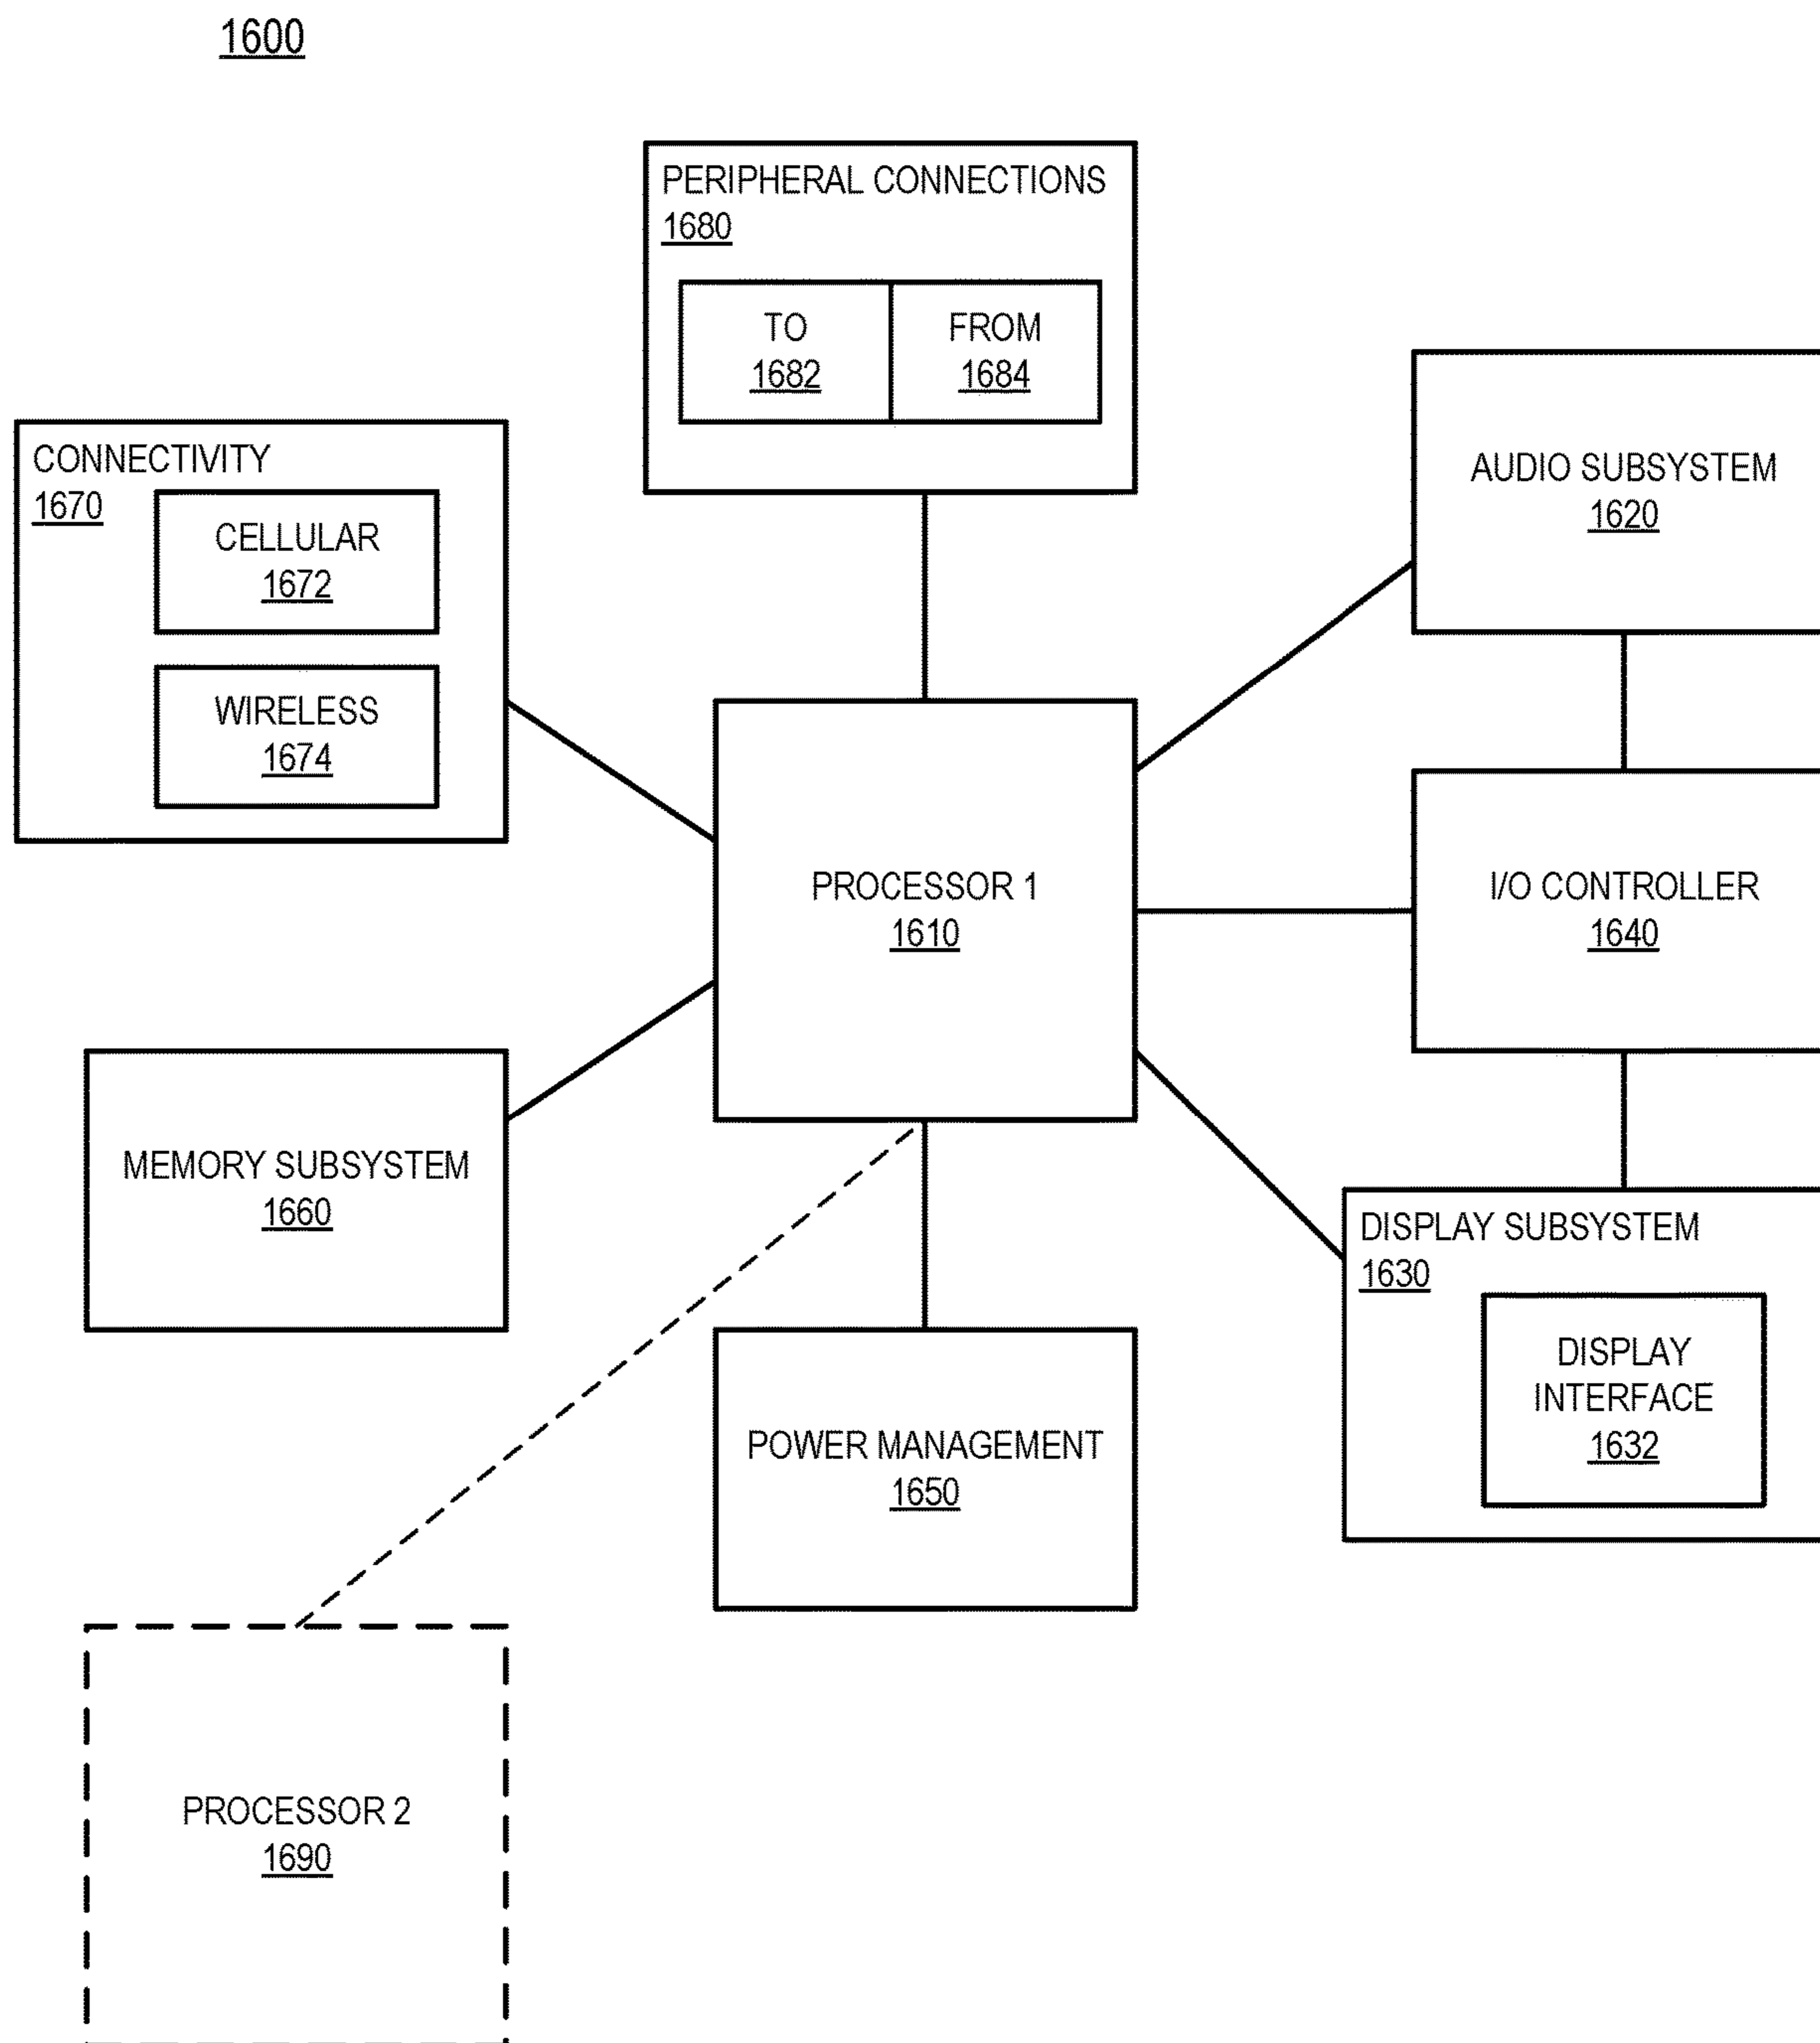 1600
PERIPHERAL CONNECTIONS
1680
TO
1682
FROM
1684
CONNECTIVITY
1670
CELLULAR
1672
WIRELESS
1674
AUDIO SUBSYSTEM
1620
PROCESSOR 1
1610
I/O CONTROLLER
1640
MEMORY SUBSYSTEM
1660
DISPLAY SUBSYSTEM
1630
DISPLAY
INTERFACE
1632
POWER MANAGEMENT
1650
PROCESSOR 2
1690